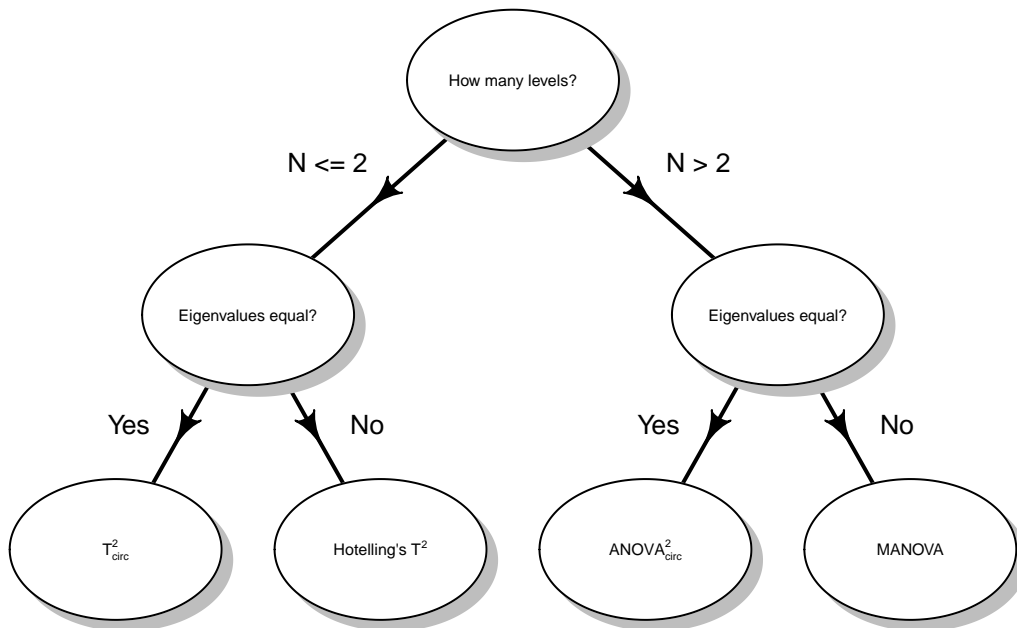 How many levels?
N <= 2
N > 2
Eigenvalues equal?
Eigenvalues equal?
Yes
No
Yes
No
T²circ
Hotelling's T²
ANOVA²circ
MANOVA